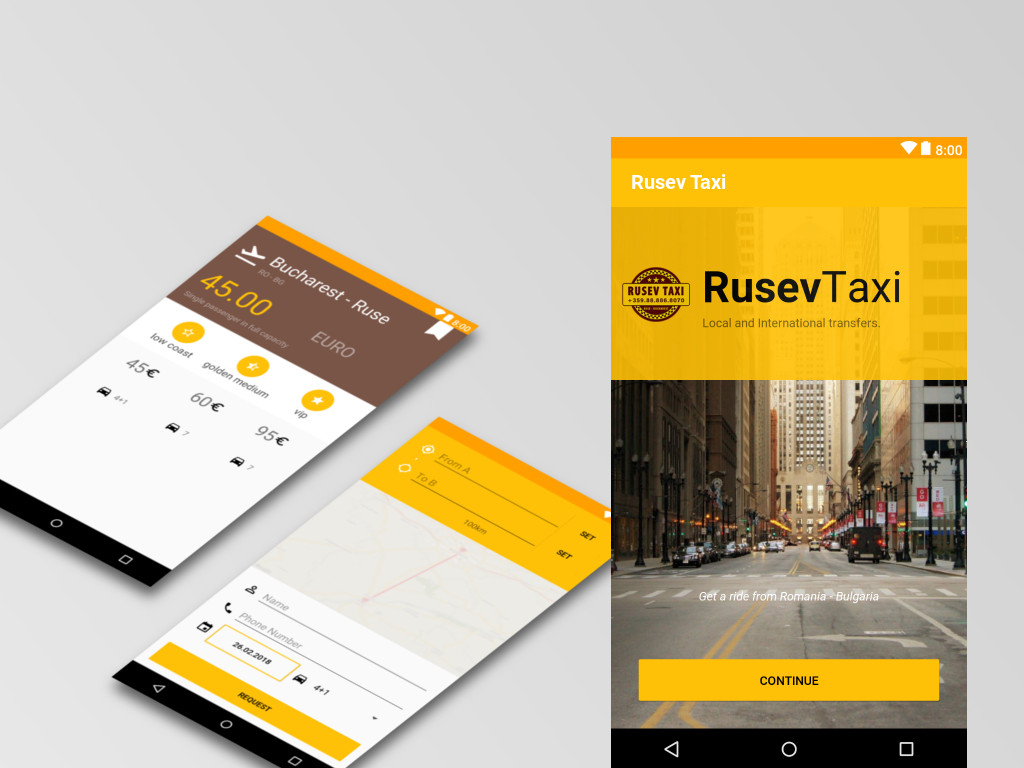 8:00
Rusev Taxi
RUSEV TAXI
+359.88.866.8070
RusevTaxi
Local and International transfers.
Get a ride from Romania - Bulgaria
CONTINUE
8:00
Bucharest - Ruse
RO - BG
45.00
Single passenger in full capacity
EURO
low coast
golden medium
vip
45€
60€
95€
4+1
7
7
From A
To B
100km
SET
SET
Name
Phone Number
26.02.2018
4+1
REQUEST